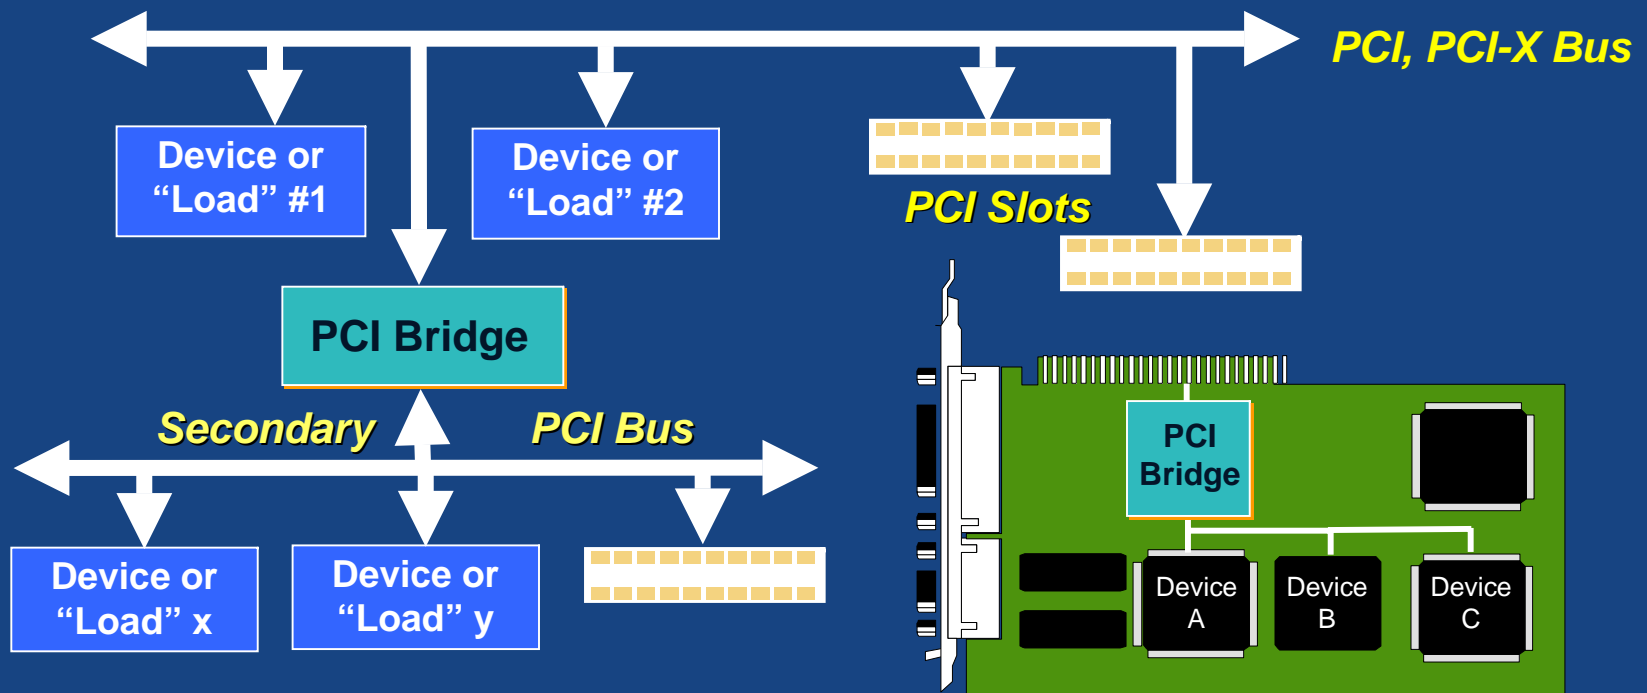 PCI, PCI-X Bus
Device or
“Load” #1
Device or
“Load” #2
PCI Slots
PCI Bridge
Secondary PCI Bus
Device or
“Load” x
Device or
“Load” y
PCI
Bridge
Device
A
Device
B
Device
C